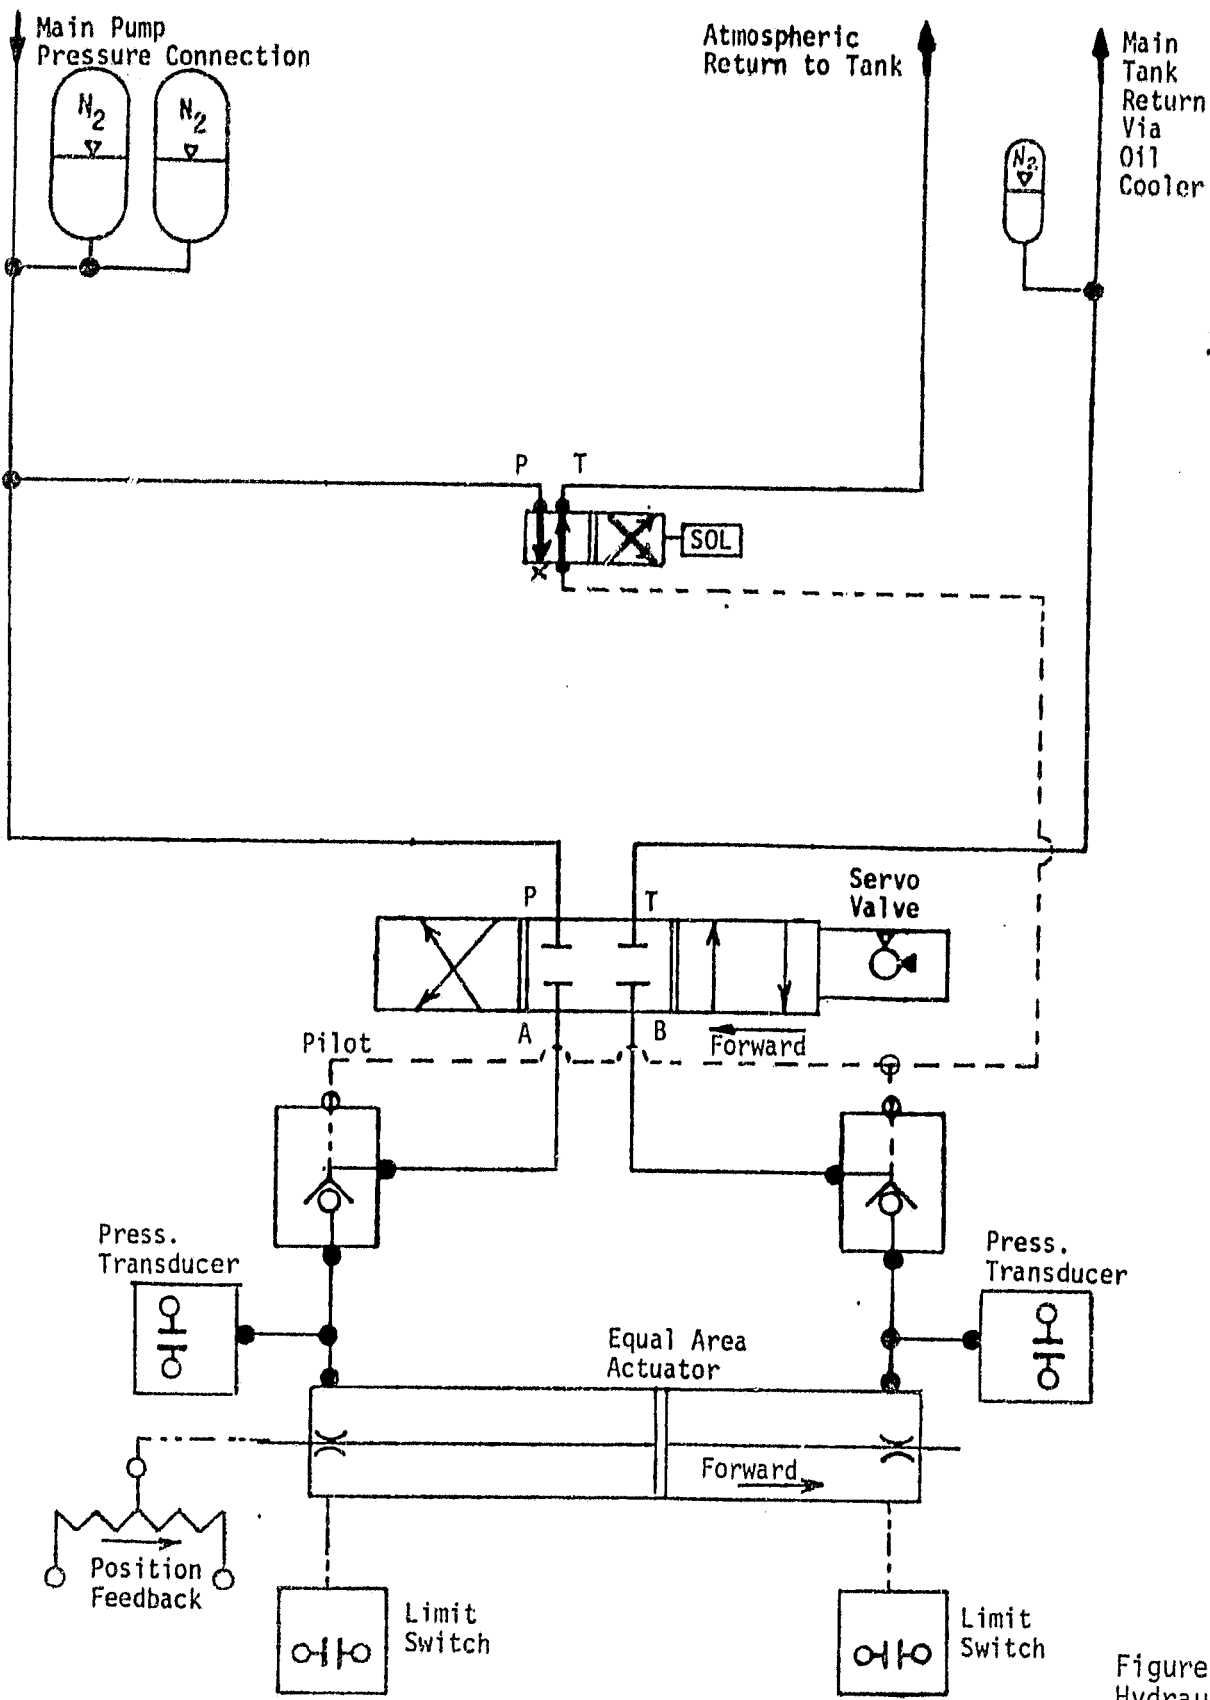 Main Pump
Pressure Connection
Atmospheric
Return to Tank
Main
Tank
Return
Via
Oil
Cooler
N2
N2
N2
P T
SOL
x
Servo
Valve
P T
A B
Forward
Pilot
Press.
Transducer
Press.
Transducer
Equal Area
Actuator
Forward
Position
Feedback
Limit
Switch
Limit
Switch
Figure